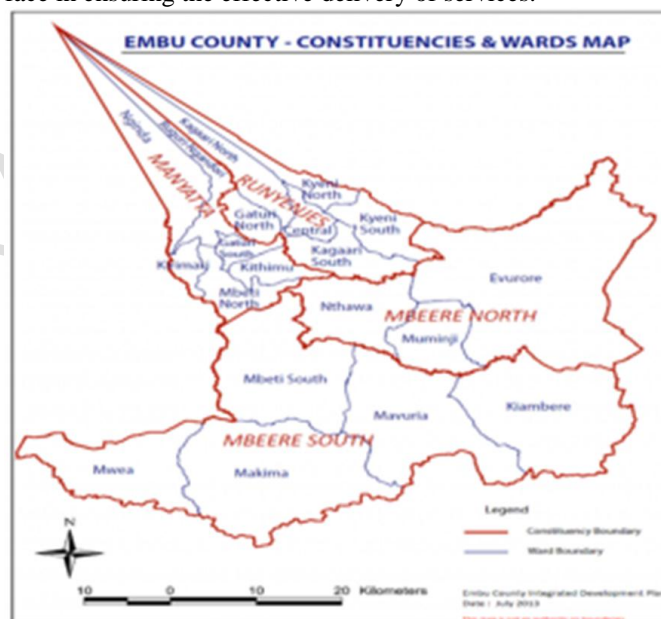 face in ensuring the effective delivery of services.
EMBU COUNTY - CONSTITUENCIES & WARDS MAP
Nginda
Kagaari North
MANYATTA
RUNYENJES
Kyeni
North
Gaturi
North
Central
Kyeni
South
Gaturi
South
Kagaari
South
Kithimu
Evurore
Mbeti
North
Nthawa
MBEERE NORTH
Muminji
Mbeti South
Mavuria
Kiambere
MBEERE SOUTH
Mwea
Makima
Legend
Constituency Boundary
Ward Boundary
N
10 0 10 20 Kilometers
Embu County Integrated Development Pla
Date : July 2013